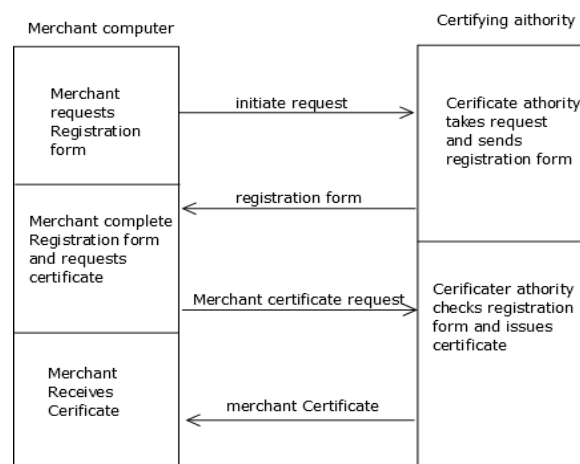 Merchant computer
Certifying aithority
Merchant
requests
Registration
form
initiate request
Cerificate athority
takes request
and sends
registration form
registration form
Merchant complete
Registration form
and requests
certificate
Merchant certificate request
Cerificater athority
checks registration
form and issues
certificate
Merchant
Receives
Cerificate
merchant Certificate